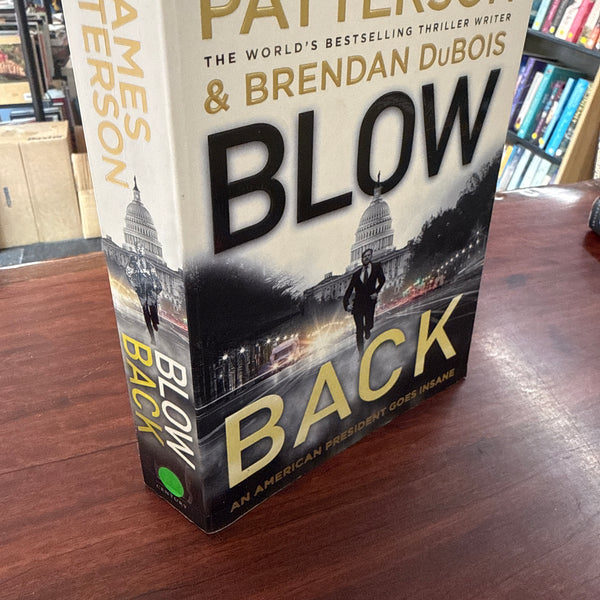 PATTERSON
THE WORLD'S BESTSELLING THRILLER WRITER
& BRENDAN DuBOIS
BLOW
BACK
AN AMERICAN PRESIDENT GOES INSANE
JAMES
PATTERSON
BLOW
BACK
CENTURY